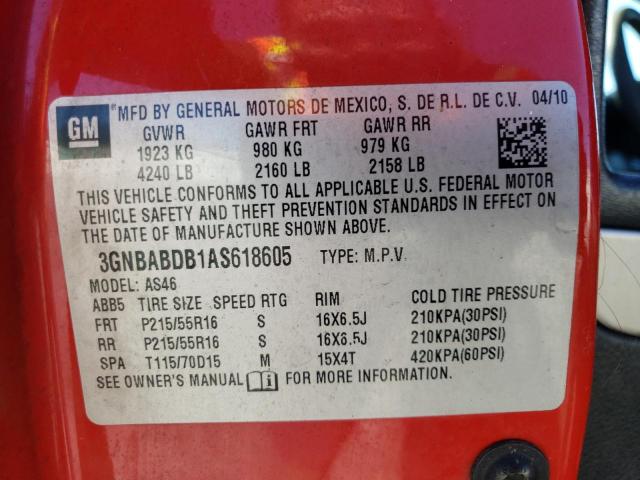 GM
MFD BY GENERAL MOTORS DE MEXICO, S. DE R.L. DE C.V. 04/10
GVWR GAWR FRT GAWR RR
1923 KG 980 KG 979 KG
4240 LB 2160 LB 2158 LB
THIS VEHICLE CONFORMS TO ALL APPLICABLE U.S. FEDERAL MOTOR
VEHICLE SAFETY AND THEFT PREVENTION STANDARDS IN EFFECT ON
THE DATE OF MANUFACTURE SHOWN ABOVE.
3GNBABDB1AS618605 TYPE: M.P.V.
MODEL: AS46
ABB5 TIRE SIZE SPEED RTG RIM COLD TIRE PRESSURE
FRT P215/55R16 S 16X6.5J 210KPA(30PSI)
RR P215/55R16 S 16X6.5J 210KPA(30PSI)
SPA T115/70D15 M 15X4T 420KPA(60PSI)
SEE OWNER'S MANUAL FOR MORE INFORMATION.